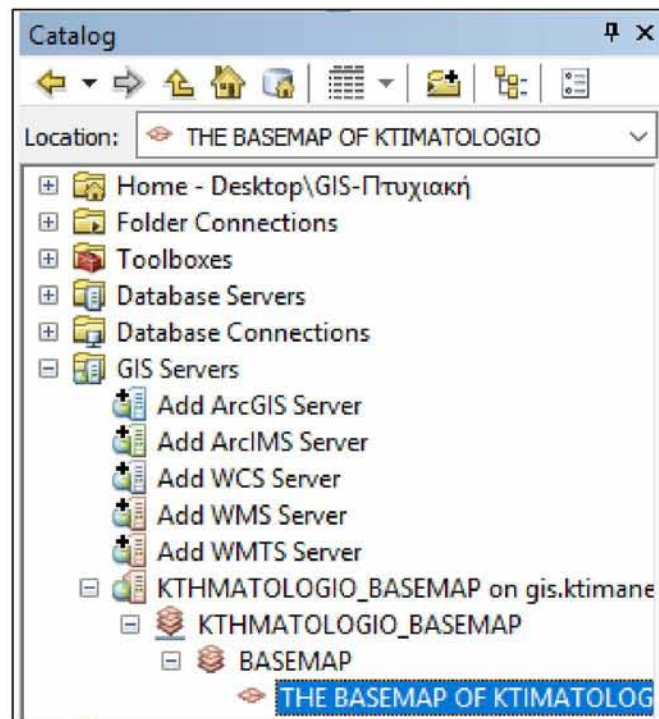 Catalog
Location: THE BASEMAP OF KTIMATOLOGIO
Home - Desktop\GIS-Πτυχιακή
Folder Connections
Toolboxes
Database Servers
Database Connections
GIS Servers
Add ArcGIS Server
Add ArcIMS Server
Add WCS Server
Add WMS Server
Add WMTS Server
KTHMATOLOGIO_BASEMAP on gis.ktimane
KTHMATOLOGIO_BASEMAP
BASEMAP
THE BASEMAP OF KTIMATOLOG